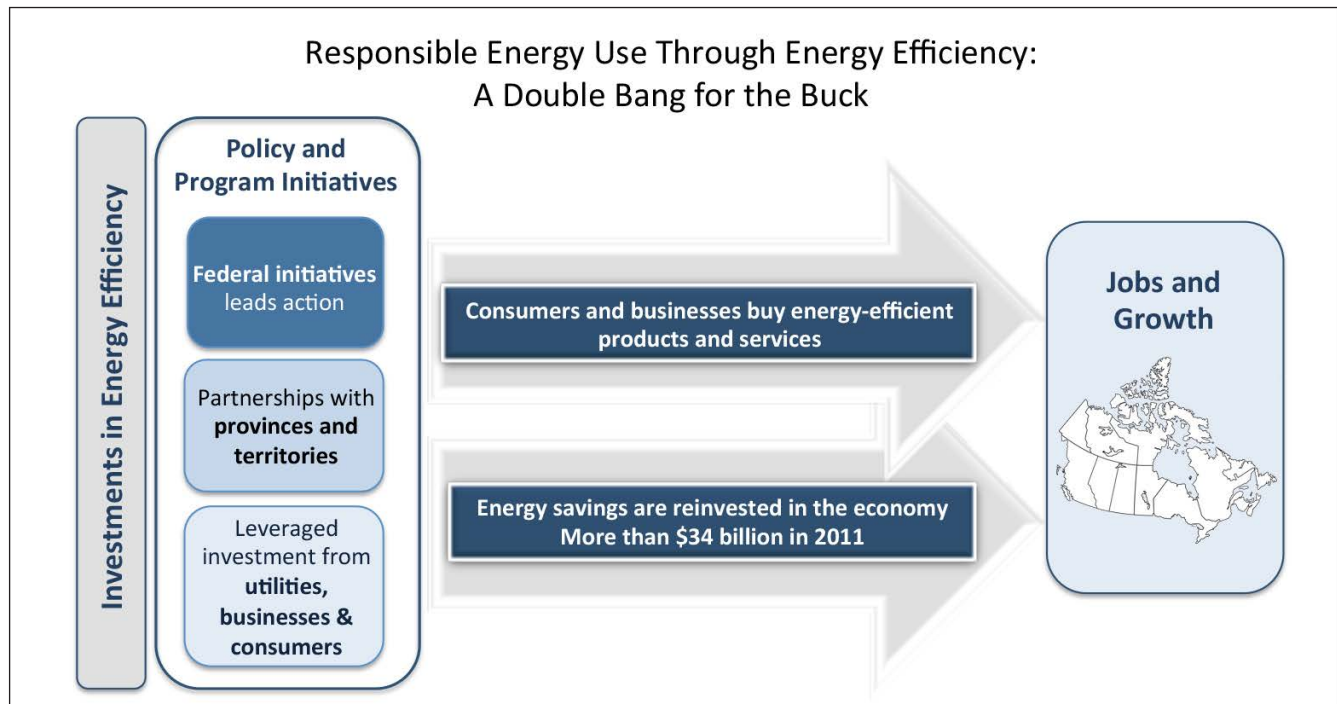 Responsible Energy Use Through Energy Efficiency:
A Double Bang for the Buck
Investments in Energy Efficiency
Policy and
Program Initiatives
Federal initiatives
leads action
Partnerships with
provinces and
territories
Leveraged
investment from
utilities,
businesses &
consumers
Consumers and businesses buy energy-efficient
products and services
Energy savings are reinvested in the economy
More than $34 billion in 2011
Jobs and
Growth